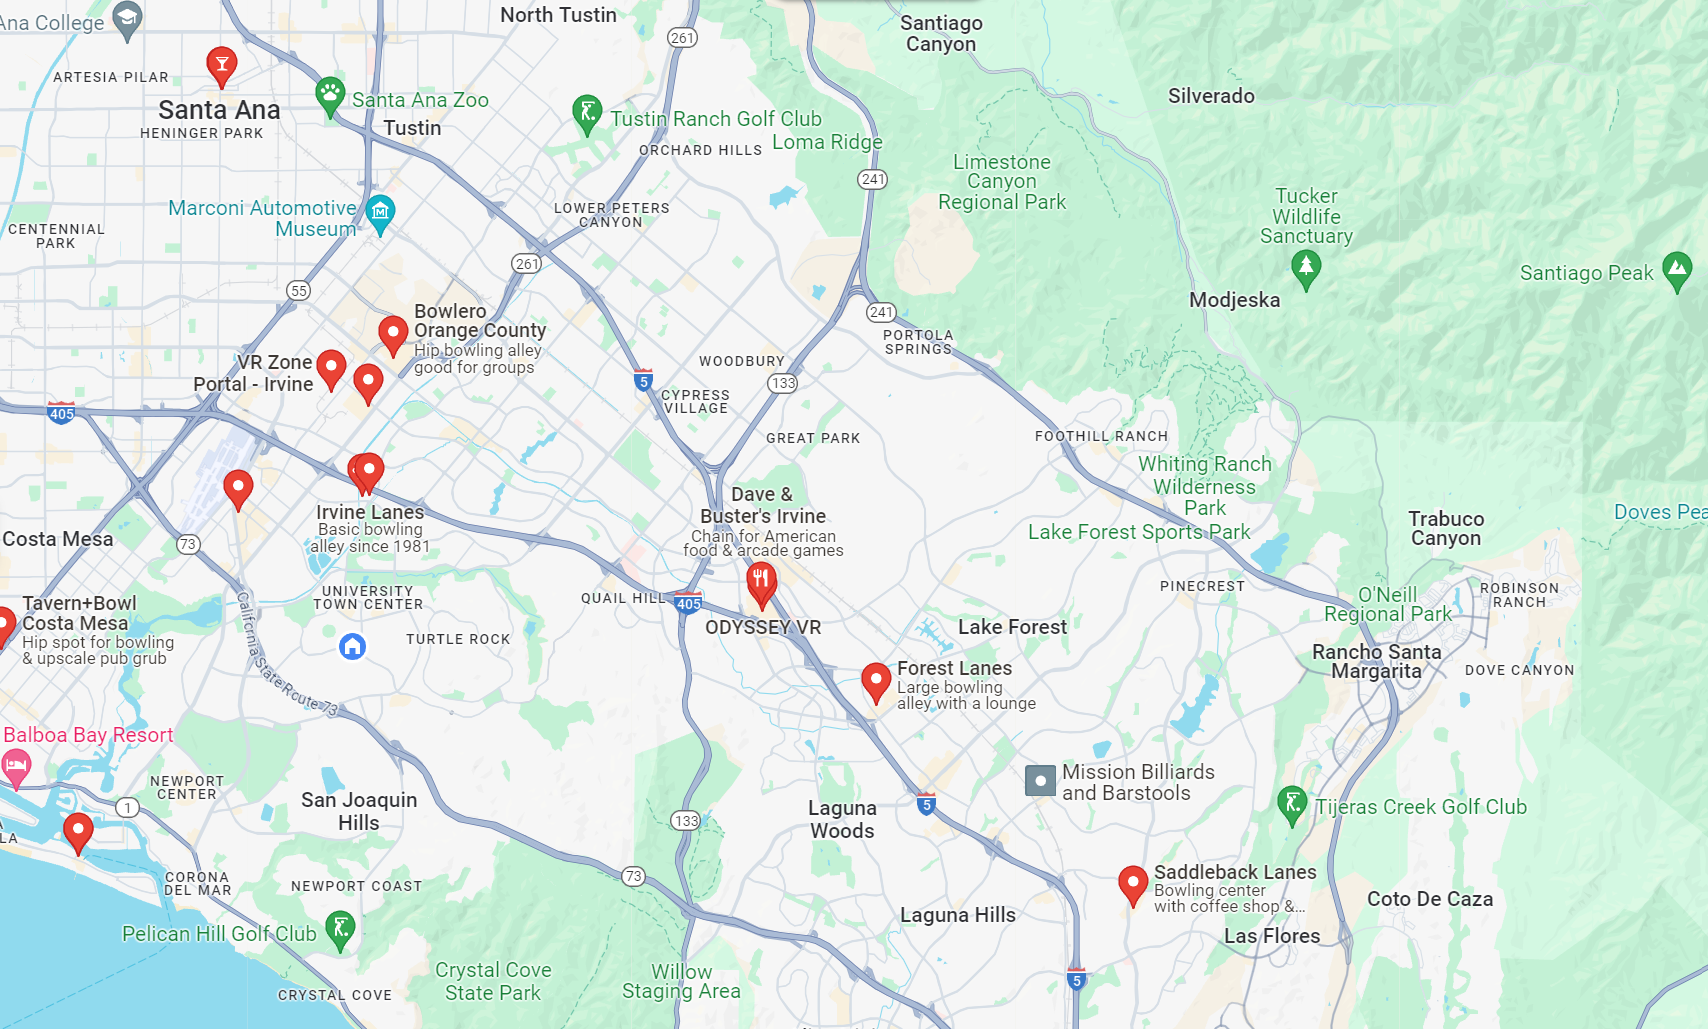 North Tustin
Santiago
Canyon
261
Ana College
ARTESIA PILAR
Santa Ana
HENINGER PARK
Santa Ana Zoo
Tustin
Tustin Ranch Golf Club
Loma Ridge
ORCHARD HILLS
Silverado
Limestone
Canyon
Regional Park
241
Tucker
Wildlife
Sanctuary
Marconi Automotive
Museum
LOWER PETERS
CANYON
CENTENNIAL
PARK
261
55
Santiago Peak
Modjeska
241
PORTOLA
SPRINGS
Bowlero
Orange County
Hip bowling alley
good for groups
VR Zone
Portal - Irvine
WOODBURY
5
133
CYPRESS
VILLAGE
405
GREAT PARK
FOOTHILL RANCH
Whiting Ranch
Wilderness
Park
Lake Forest Sports Park
Dave &
Buster's Irvine
Chain for American
food & arcade games
Irvine Lanes
Basic bowling
alley since 1981
Costa Mesa
73
Trabuco
Canyon
Doves Pea
UNIVERSITY
TOWN CENTER
QUAIL HILL
405
PINECREST
O'Neill
Regional Park
ROBINSON
RANCH
Tavern+Bowl
Costa Mesa
Hip spot for bowling
& upscale pub grub
California State Route 73
TURTLE ROCK
ODYSSEY VR
Lake Forest
Rancho Santa
Margarita
DOVE CANYON
Forest Lanes
Large bowling
alley with a lounge
Balboa Bay Resort
NEWPORT
CENTER
1
San Joaquin
Hills
Mission Billiards
and Barstools
Laguna
Woods
5
133
Tijeras Creek Golf Club
LA
CORONA
DEL MAR
NEWPORT COAST
73
Saddleback Lanes
Bowling center
with coffee shop &...
Coto De Caza
Laguna Hills
Las Flores
Pelican Hill Golf Club
Crystal Cove
State Park
Willow
Staging Area
5
CRYSTAL COVE